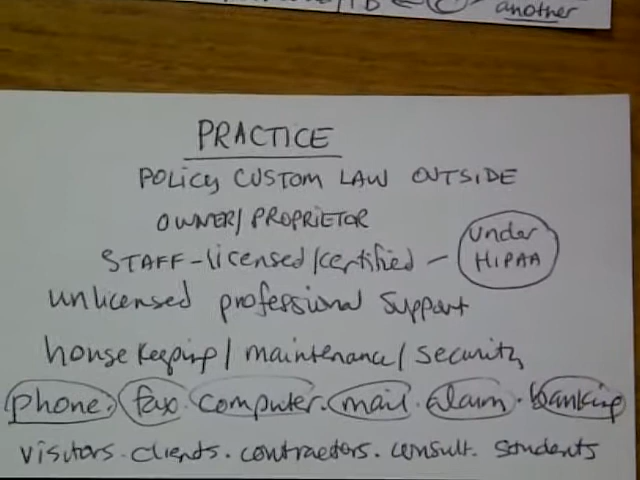 another
PRACTICE
POLICY CUSTOM LAW OUTSIDE
OWNER/PROPRIETOR
STAFF-licensed/certified - under HIPAA
unlicensed professional support
housekeeping/maintenance/security
phone. fax. computer. mail. alarm. banking
visitors. clients. contractors. consult. students